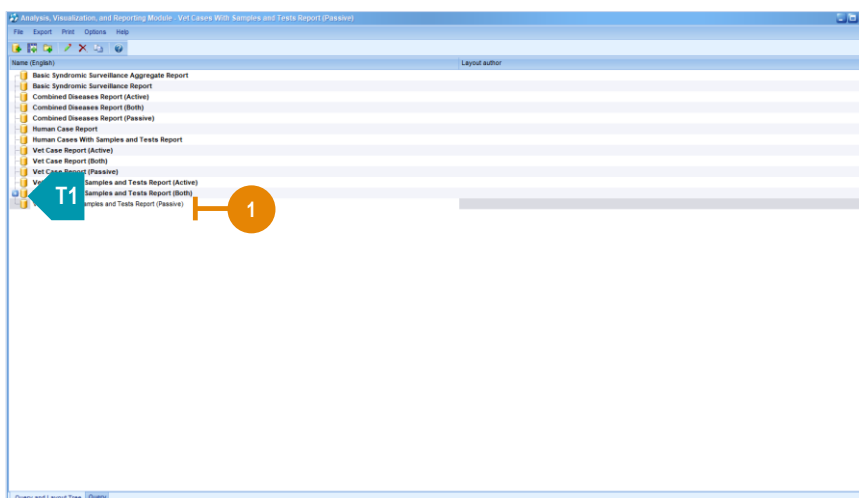 Analysis, Visualization, and Reporting Module - Vet Cases With Samples and Tests Report (Passive)
File Export Print Options Help
Name (English) Layout author
Basic Syndromic Surveillance Aggregate Report
Basic Syndromic Surveillance Report
Combined Diseases Report (Active)
Combined Diseases Report (Both)
Combined Diseases Report (Passive)
Human Case Report
Human Cases With Samples and Tests Report
Vet Case Report (Active)
Vet Case Report (Both)
Vet Case Report (Passive)
Samples and Tests Report (Active)
Samples and Tests Report (Both)
Samples and Tests Report (Passive)
T1
1
Query and Layout Tree Query